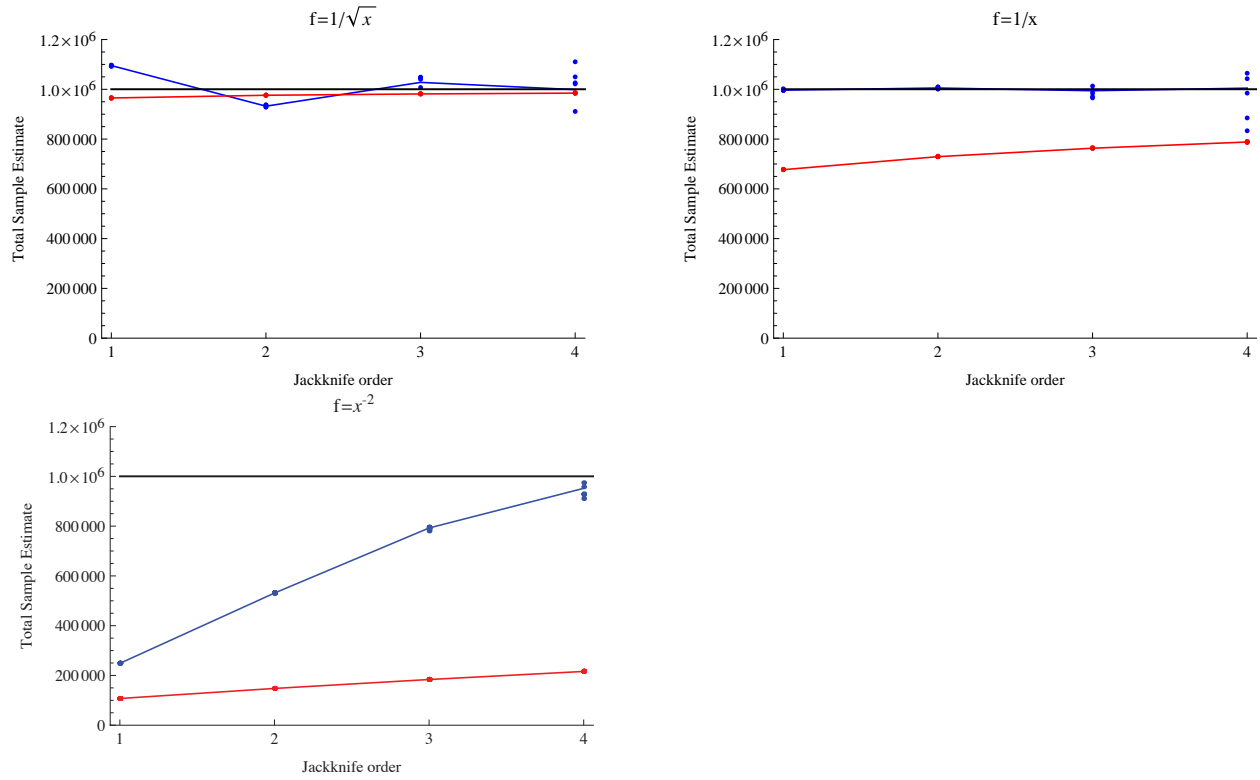 f=1/√x
1.2×10⁶
1.0×10⁶
800 000
600 000
400 000
200 000
0
Total Sample Estimate
1 2 3 4
Jackknife order
f=1/x
1.2×10⁶
1.0×10⁶
800 000
600 000
400 000
200 000
0
Total Sample Estimate
1 2 3 4
Jackknife order
f=x⁻²
1.2×10⁶
1.0×10⁶
800 000
600 000
400 000
200 000
0
Total Sample Estimate
1 2 3 4
Jackknife order